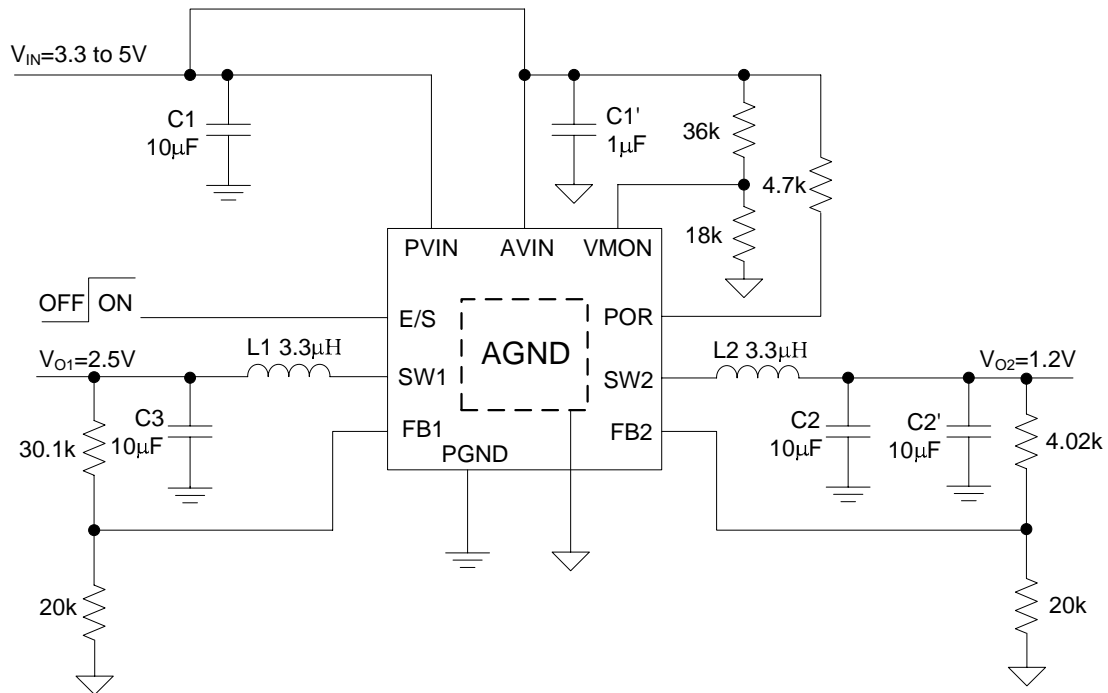 V_IN=3.3 to 5V
C1
10μF
C1'
1μF
36k
4.7k
18k
PVIN
AVIN
VMON
OFF
ON
E/S
POR
AGND
V_O1=2.5V
L1 3.3μH
SW1
SW2
L2 3.3μH
V_O2=1.2V
30.1k
C3
10μF
FB1
PGND
FB2
C2
10μF
C2'
10μF
4.02k
20k
20k